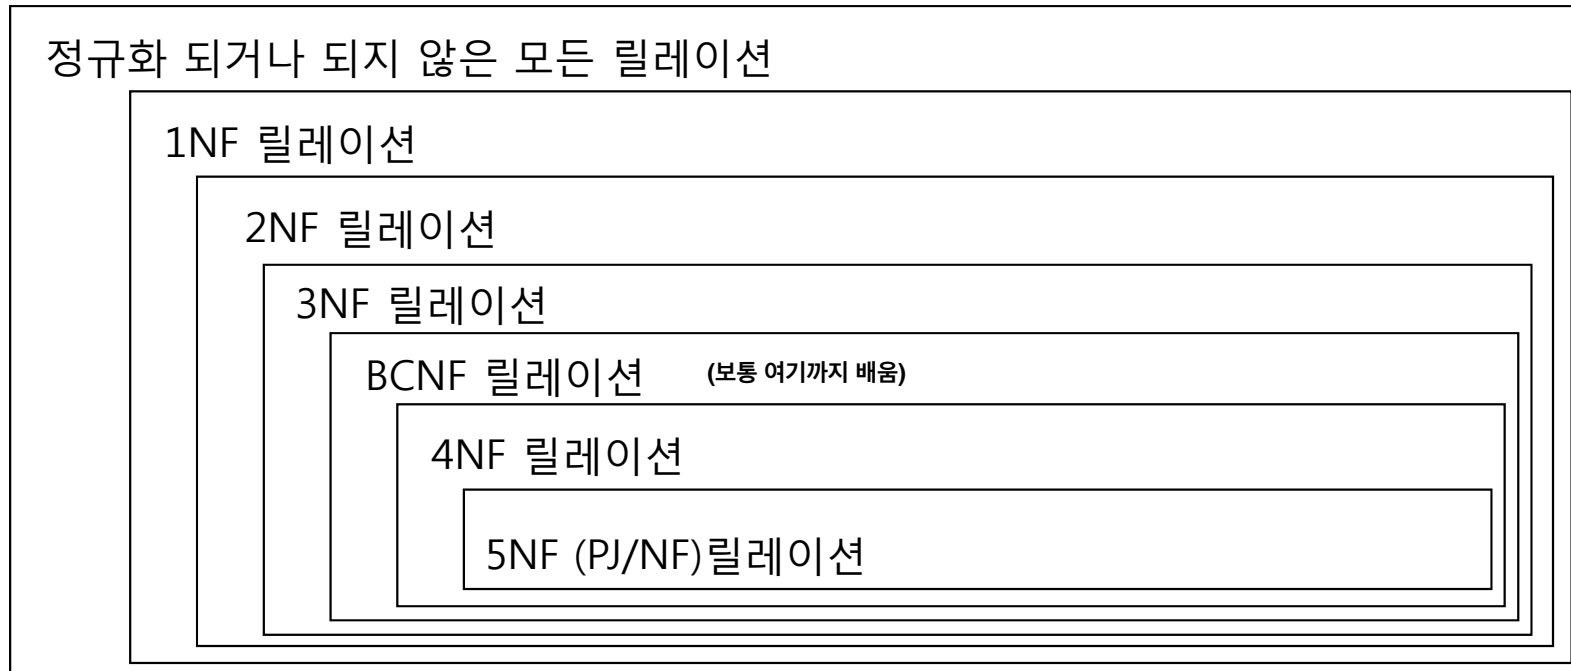 정규화 되거나 되지 않은 모든 릴레이션
1NF 릴레이션
2NF 릴레이션
3NF 릴레이션
BCNF 릴레이션 (보통 여기까지 배움)
4NF 릴레이션
5NF (PJ/NF)릴레이션